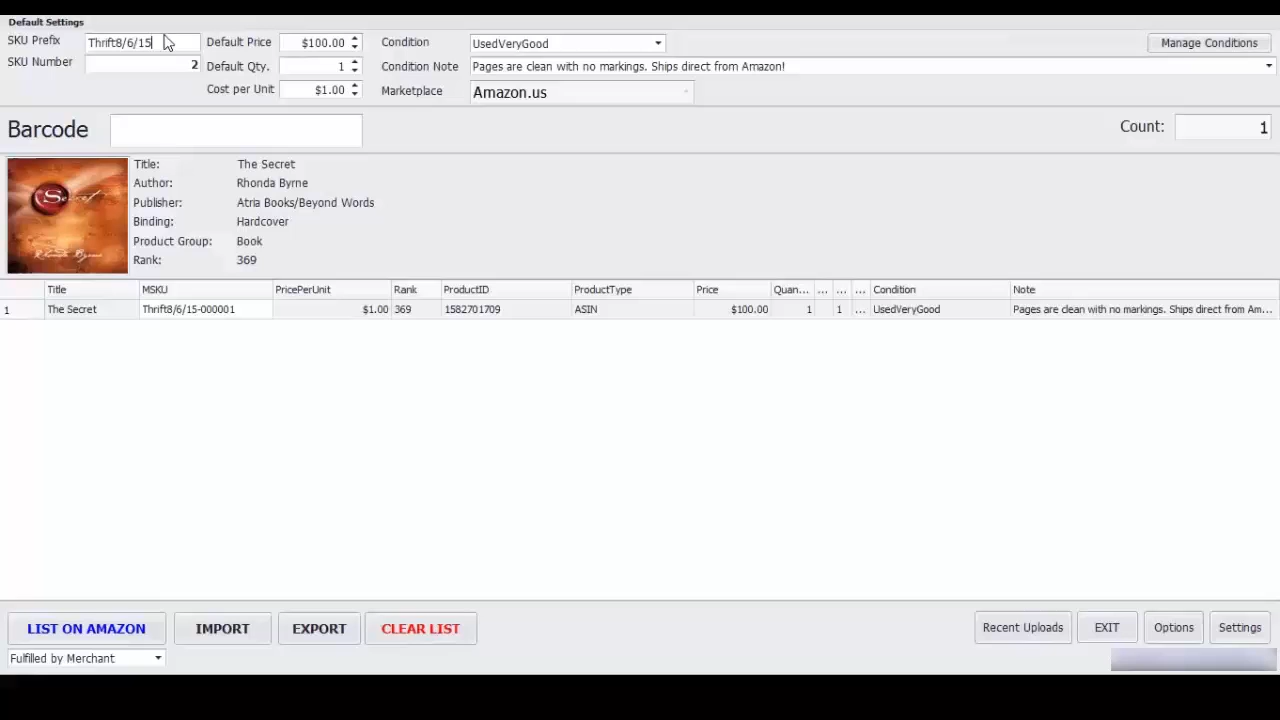 Default Settings
SKU Prefix Thrift8/6/15 Default Price $100.00 Condition UsedVeryGood Manage Conditions
SKU Number 2 Default Qty. 1 Condition Note Pages are clean with no markings. Ships direct from Amazon!
Cost per Unit $1.00 Marketplace Amazon.us
Barcode Count: 1
Title: The Secret
Author: Rhonda Byrne
Publisher: Atria Books/Beyond Words
Binding: Hardcover
Product Group: Book
Rank: 369
Secret
Rhonda Byrne
Title MSKU PricePerUnit Rank ProductID ProductType Price Quan... ... ... ... Condition Note
1 The Secret Thrift8/6/15-000001 $1.00 369 1582701709 ASIN $100.00 1 1 ... UsedVeryGood Pages are clean with no markings. Ships direct from Am...
LIST ON AMAZON IMPORT EXPORT CLEAR LIST Recent Uploads EXIT Options Settings
Fulfilled by Merchant